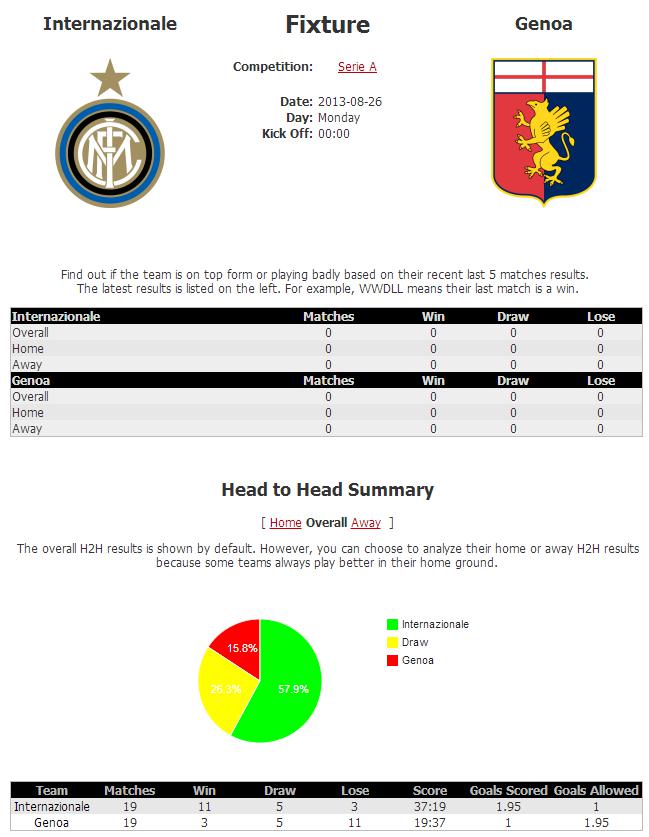 Internazionale Fixture Genoa
Competition: Serie A
Date: 2013-08-26
Day: Monday
Kick Off: 00:00
Find out if the team is on top form or playing badly based on their recent last 5 matches results.
The latest results is listed on the left. For example, WWDLL means their last match is a win.
Internazionale Matches Win Draw Lose
Overall 0 0 0 0
Home 0 0 0 0
Away 0 0 0 0
Genoa Matches Win Draw Lose
Overall 0 0 0 0
Home 0 0 0 0
Away 0 0 0 0
Head to Head Summary
[ Home Overall Away ]
The overall H2H results is shown by default. However, you can choose to analyze their home or away H2H results
because some teams always play better in their home ground.
Internazionale
Draw
Genoa
15.8%
26.3% 57.9%
Team Matches Win Draw Lose Score Goals Scored Goals Allowed
Internazionale 19 11 5 3 37:19 1.95 1
Genoa 19 3 5 11 19:37 1 1.95